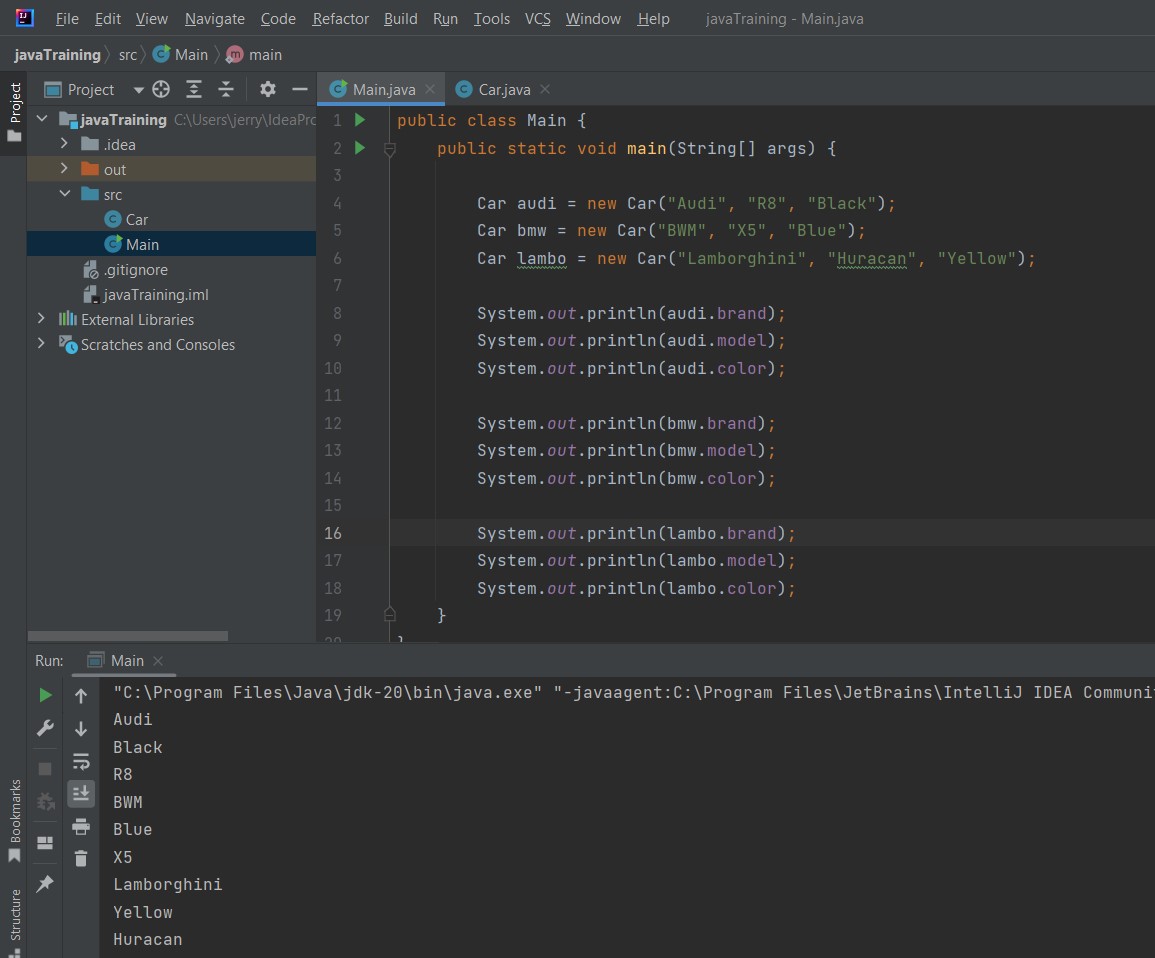 File Edit View Navigate Code Refactor Build Run Tools VCS Window Help javaTraining - Main.java
javaTraining src Main main
Project
Project
Main.java Car.java
javaTraining C:\Users\jerry\IdeaPro
.idea
out
src
Car
Main
.gitignore
javaTraining.iml
External Libraries
Scratches and Consoles
1 public class Main {
2 public static void main(String[] args) {
3
4 Car audi = new Car("Audi", "R8", "Black");
5 Car bmw = new Car("BWM", "X5", "Blue");
6 Car lambo = new Car("Lamborghini", "Huracan", "Yellow");
7
8 System.out.println(audi.brand);
9 System.out.println(audi.model);
10 System.out.println(audi.color);
11
12 System.out.println(bmw.brand);
13 System.out.println(bmw.model);
14 System.out.println(bmw.color);
15
16 System.out.println(lambo.brand);
17 System.out.println(lambo.model);
18 System.out.println(lambo.color);
19 }
Run: Main
"C:\Program Files\Java\jdk-20\bin\java.exe" "-javaagent:C:\Program Files\JetBrains\IntelliJ IDEA Communi
Audi
Black
R8
BWM
Blue
X5
Lamborghini
Yellow
Huracan
Bookmarks
Structure